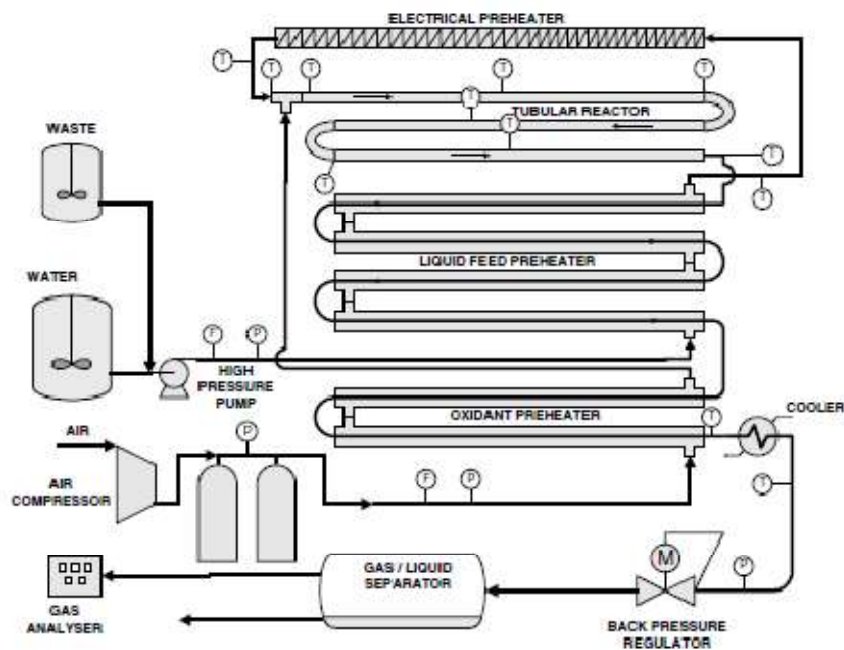 ELECTRICAL PREHEATER
T
T
T
T
T
T
TUBULAR REACTOR
T
WASTE
T
T
T
LIQUID FEED PREHEATER
WATER
F
P
HIGH
PRESSURE
PUMP
COOLER
OXIDANT PREHEATER
T
AIR
P
AIR
COMPRESSOIR
F
P
T
GAS / LIQUID
SEPARATOR
M
P
GAS
ANALYSER
BACK PRESSURE
REGULATOR